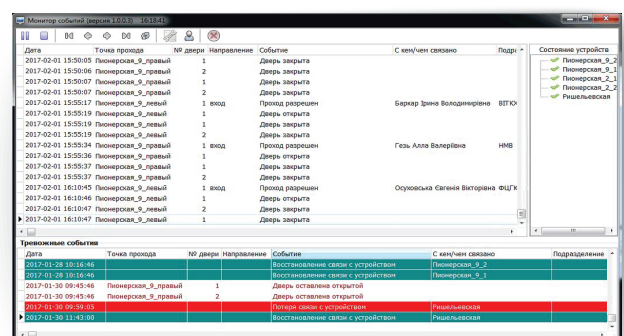 Монитор событий (версия 1.0.0.3) 16:18:41
Дата Точка прохода № двери Направление Событие С кем/чем связано Подра
2017-02-01 15:50:05 Пионерская_9_правый 1 Дверь закрыта
2017-02-01 15:50:06 Пионерская_9_правый 2 Дверь закрыта
2017-02-01 15:50:07 Пионерская_9_правый 1 Дверь закрыта
2017-02-01 15:50:07 Пионерская_9_правый 2 Дверь закрыта
2017-02-01 15:55:17 Пионерская_9_левый 1 вход Проход разрешен Баркар Ірина Володимирівна ВІТКХ
2017-02-01 15:55:19 Пионерская_9_левый 1 Дверь открыта
2017-02-01 15:55:19 Пионерская_9_левый 1 Дверь закрыта
2017-02-01 15:55:19 Пионерская_9_левый 2 Дверь закрыта
2017-02-01 15:55:34 Пионерская_9_правый 1 вход Проход разрешен Гезь Алла Валеріївна НМВ
2017-02-01 15:55:36 Пионерская_9_правый 1 Дверь открыта
2017-02-01 15:55:37 Пионерская_9_правый 1 Дверь закрыта
2017-02-01 15:55:37 Пионерская_9_правый 2 Дверь закрыта
2017-02-01 16:10:45 Пионерская_9_левый 1 вход Проход разрешен Осуховська Євгенія Вікторівна ФЦГК
2017-02-01 16:10:46 Пионерская_9_левый 1 Дверь открыта
2017-02-01 16:10:47 Пионерская_9_левый 2 Дверь закрыта
2017-02-01 16:10:47 Пионерская_9_левый 1 Дверь закрыта
Состояние устройств
Пионерская_9_2
Пионерская_9_1
Пионерская_2_1
Пионерская_2_2
Ришельевская
Тревожные события
Дата Точка прохода № двери Направление Событие С кем/чем связано Подразделение
2017-01-28 10:16:46 Восстановление связи с устройством Пионерская_9_2
2017-01-28 10:16:46 Восстановление связи с устройством Пионерская_9_1
2017-01-30 09:45:46 Пионерская_9_правый 1 Дверь оставлена открытой
2017-01-30 09:45:46 Пионерская_9_правый 2 Дверь оставлена открытой
2017-01-30 09:59:05 Потеря связи с устройством Ришельевская
2017-01-30 11:43:00 Восстановление связи с устройством Ришельевская